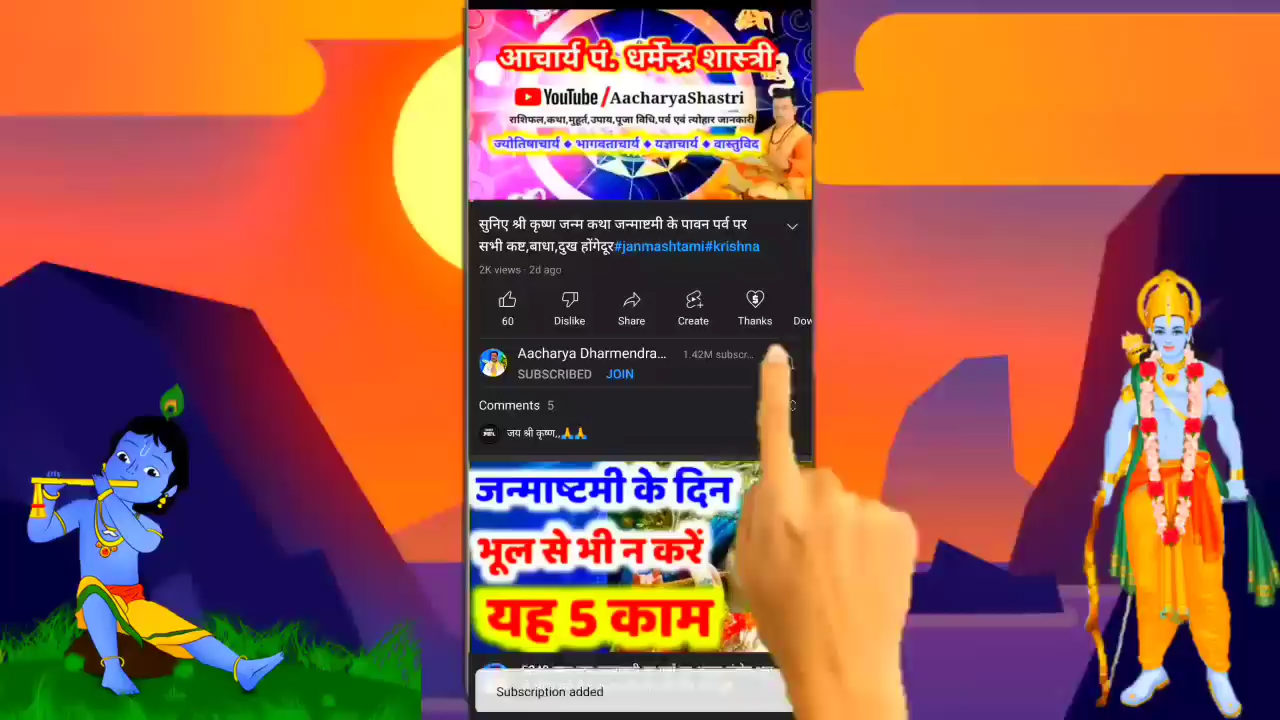 आचार्य पं. धर्मेन्द्र शास्त्री
YouTube /AacharyaShastri
राशिफल,कथा,मुहूर्त,उपाय,पूजा विधि,पर्व एवं त्योहार जानकारी
ज्योतिषाचार्य ◆ भागवताचार्य ◆ यज्ञाचार्य ◆ वास्तुविद
सुनिए श्री कृष्ण जन्म कथा जन्माष्टमी के पावन पर्व पर
सभी कष्ट,बाधा,दुख होंगेदूर#janmashtami#krishna
2K views · 2d ago
60 Dislike Share Create Thanks Dow
Aacharya Dharmendra... 1.42M subscr...
SUBSCRIBED JOIN
Comments 5
जय श्री कृष्ण,,🙏🙏
जन्माष्टमी के दिन
भूल से भी न करें
यह 5 काम
Subscription added